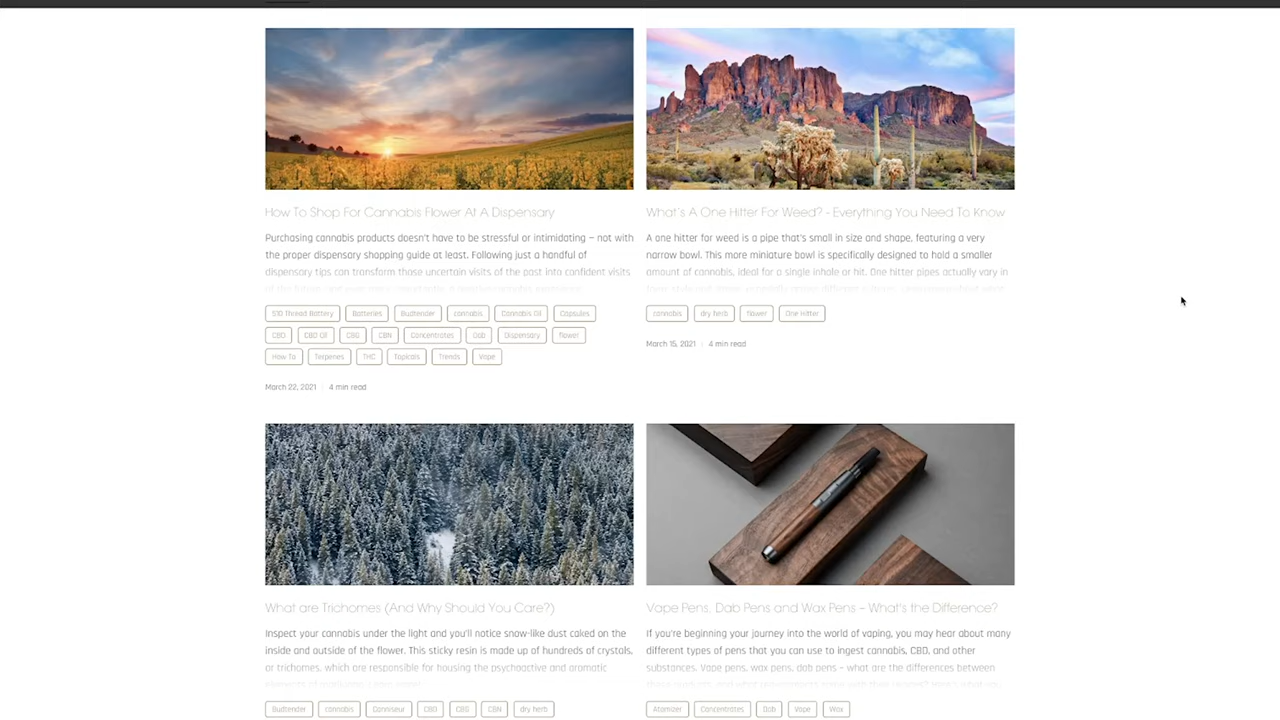 How To Shop For Cannabis Flower At A Dispensary
Purchasing cannabis products doesn't have to be stressful or intimidating – not with
the proper dispensary shopping guide at least. Following just a handful of
dispensary tips can transform those uncertain visits of the past into confident visits
S10 Thread Battery Batteries Budtender cannabis Cannabis Oil Capsules
CBD CBD Oil CBG CBN Concentrates Dab Dispensary flower
How To Terpenes THC Topicals Trends Vape
March 22, 2021 | 4 min read
What's A One Hitter For Weed? - Everything You Need To Know
A one hitter for weed is a pipe that's small in size and shape, featuring a very
narrow bowl. This more miniature bowl is specifically designed to hold a smaller
amount of cannabis, ideal for a single inhale or hit. One hitter pipes actually vary in
cannabis dry herb flower One Hitter
March 15, 2021 | 4 min read
What are Trichomes (And Why Should You Care?)
Inspect your cannabis under the light and you'll notice snow-like dust caked on the
inside and outside of the flower. This sticky resin is made up of hundreds of crystals,
or trichomes, which are responsible for housing the psychoactive and aromatic
Budtender cannabis Conniseur CBD CBG CBN dry herb
Vape Pens, Dab Pens and Wax Pens – What's the Difference?
If you're beginning your journey into the world of vaping, you may hear about many
different types of pens that you can use to ingest cannabis, CBD, and other
substances. Vape pens, wax pens, dab pens – what are the differences between
Atomizer Concentrates Dab Vape Wax